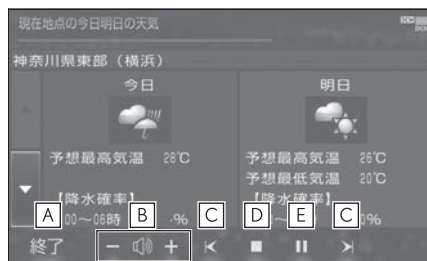 現在地点の今日明日の天気
DCM
神奈川県東部（横浜）
今日
明日
予想最高気温 28℃
予想最高気温 26℃
予想最低気温 20℃
【降水確率】
【降水確率】
00～06時 -%
%
A B C D E C
終了